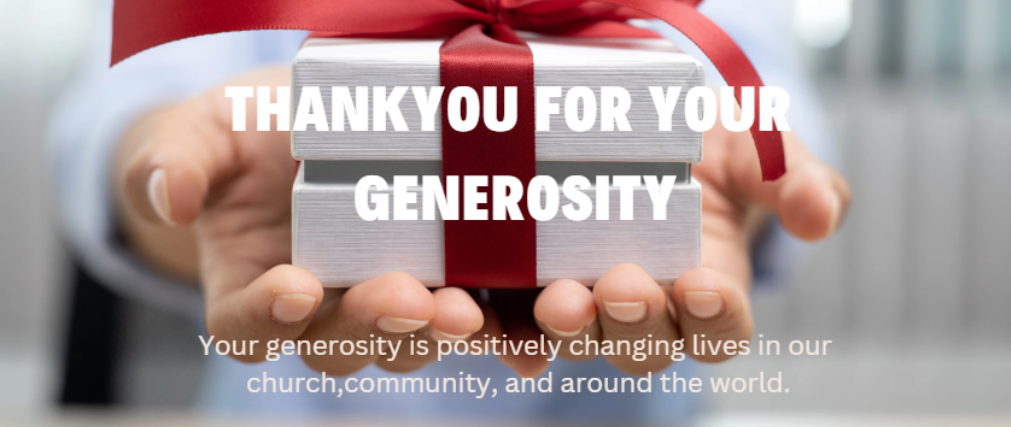 THANKYOU FOR YOUR
GENEROSITY
Your generosity is positively changing lives in our
church,community, and around the world.